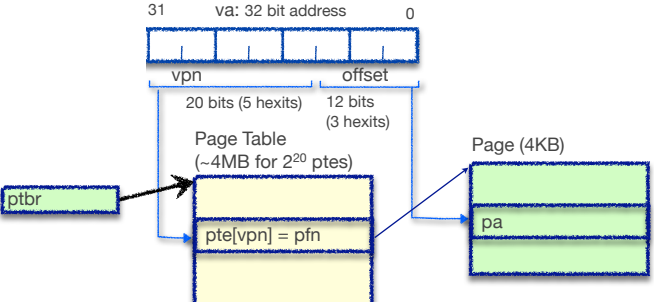 31 va: 32 bit address 0
vpn offset
20 bits (5 hexits) 12 bits
(3 hexits)
Page Table
(~4MB for 2²⁰ ptes)
Page (4KB)
ptbr
pte[vpn] = pfn
pa